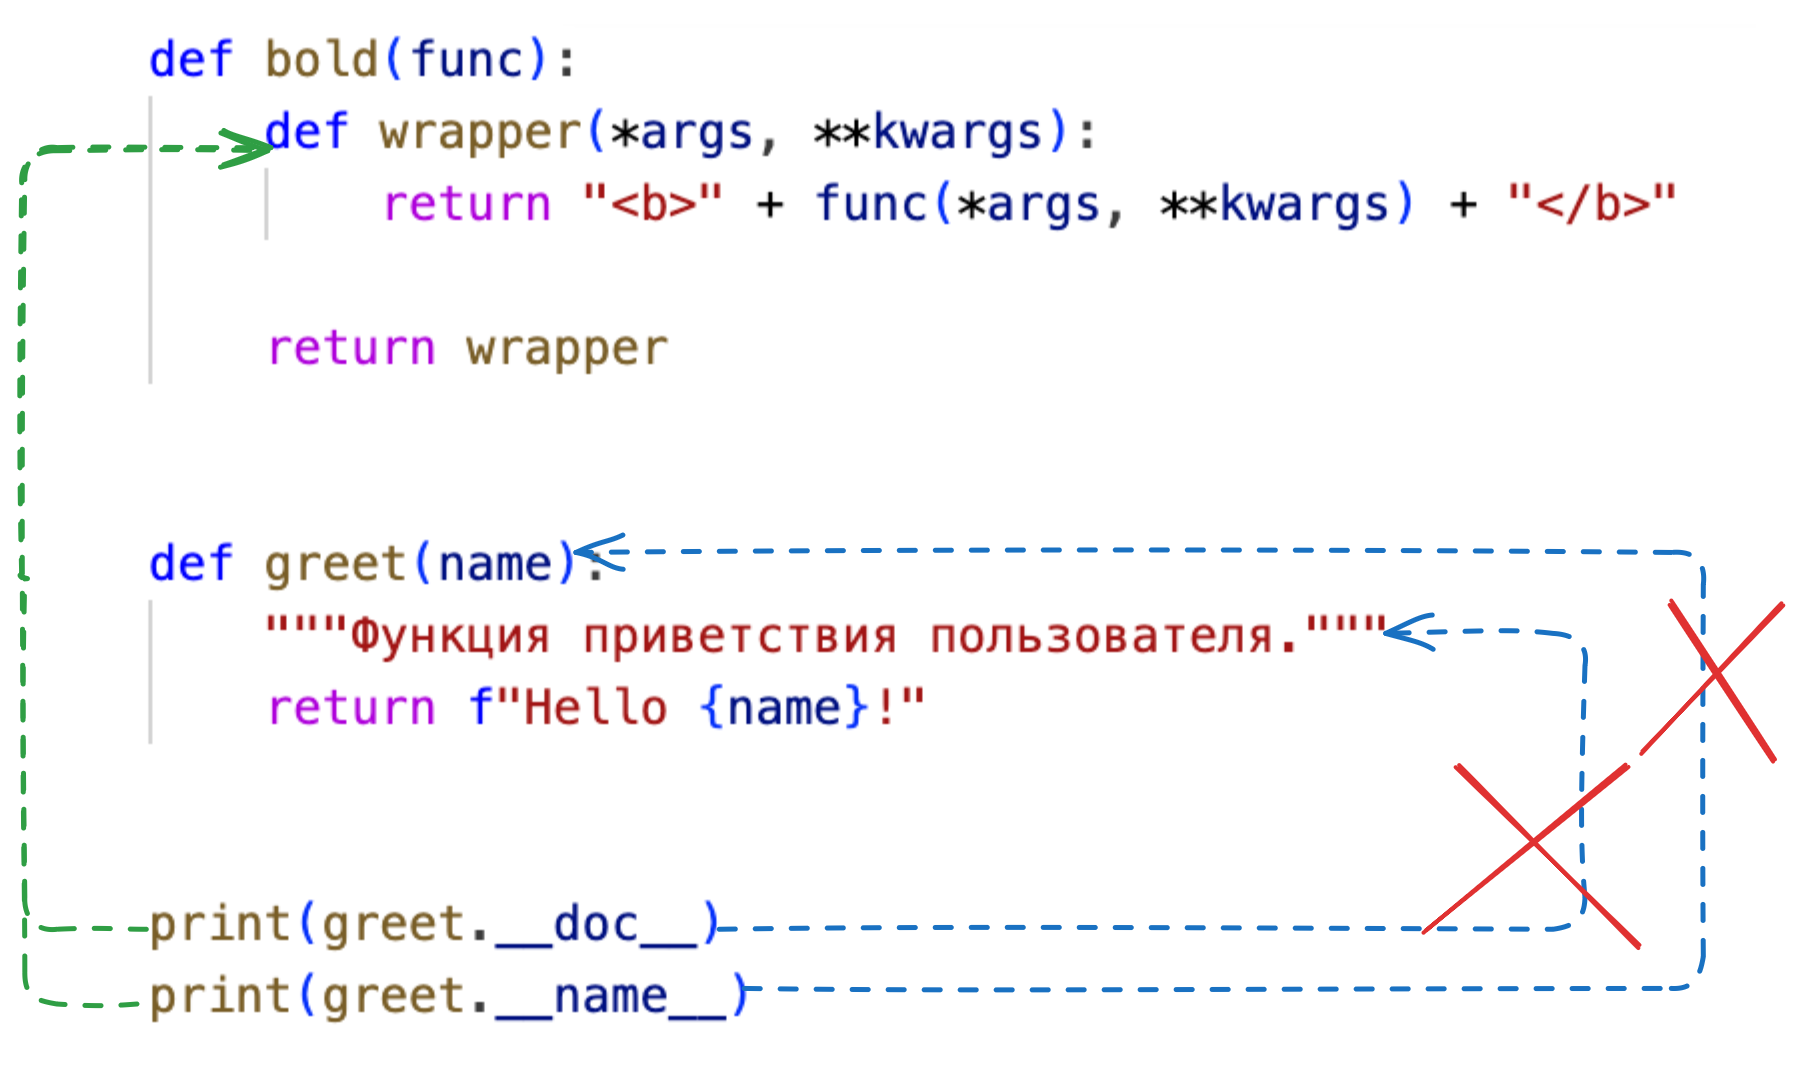 def bold(func):
def wrapper(*args, **kwargs):
return "<b>" + func(*args, **kwargs) + "</b>"
return wrapper
def greet(name):
"""Функция приветствия пользователя."""
return f"Hello {name}!"
print(greet.__doc__)
print(greet.__name__)